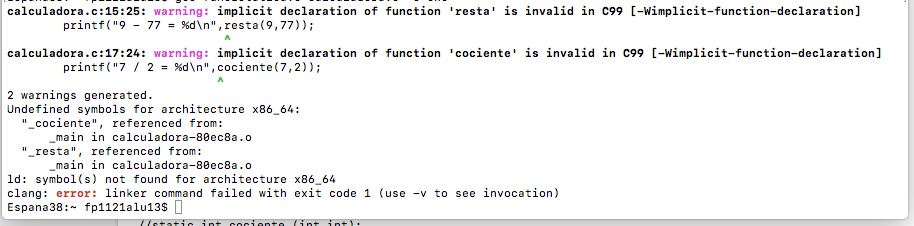 calculadora.c:15:25: warning: implicit declaration of function 'resta' is invalid in C99 [-Wimplicit-function-declaration]
printf("9 - 77 = %d\n",resta(9,77));
^
calculadora.c:17:24: warning: implicit declaration of function 'cociente' is invalid in C99 [-Wimplicit-function-declaration]
printf("7 / 2 = %d\n",cociente(7,2));
^
2 warnings generated.
Undefined symbols for architecture x86_64:
"_cociente", referenced from:
_main in calculadora-80ec8a.o
"_resta", referenced from:
_main in calculadora-80ec8a.o
ld: symbol(s) not found for architecture x86_64
clang: error: linker command failed with exit code 1 (use -v to see invocation)
Espana38:~ fp1121alu13$
//static int cociente (int int);